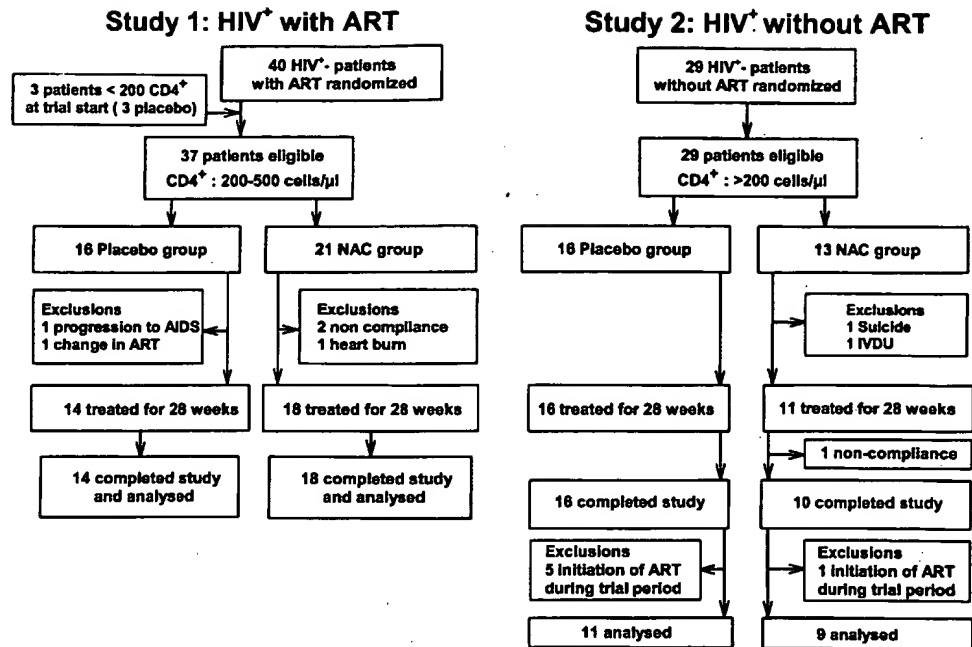 Study 1: HIV+ with ART
40 HIV+- patients
with ART randomized
3 patients < 200 CD4+
at trial start ( 3 placebo)
37 patients eligible
CD4+ : 200-500 cells/µl
16 Placebo group
21 NAC group
Exclusions
1 progression to AIDS
1 change in ART
Exclusions
2 non compliance
1 heart burn
14 treated for 28 weeks
18 treated for 28 weeks
14 completed study
and analysed
18 completed study
and analysed
Study 2: HIV+ without ART
29 HIV+- patients
without ART randomized
29 patients eligible
CD4+ : >200 cells/µl
16 Placebo group
13 NAC group
Exclusions
1 Suicide
1 IVDU
16 treated for 28 weeks
11 treated for 28 weeks
1 non-compliance
16 completed study
10 completed study
Exclusions
5 initiation of ART
during trial period
Exclusions
1 initiation of ART
during trial period
11 analysed
9 analysed